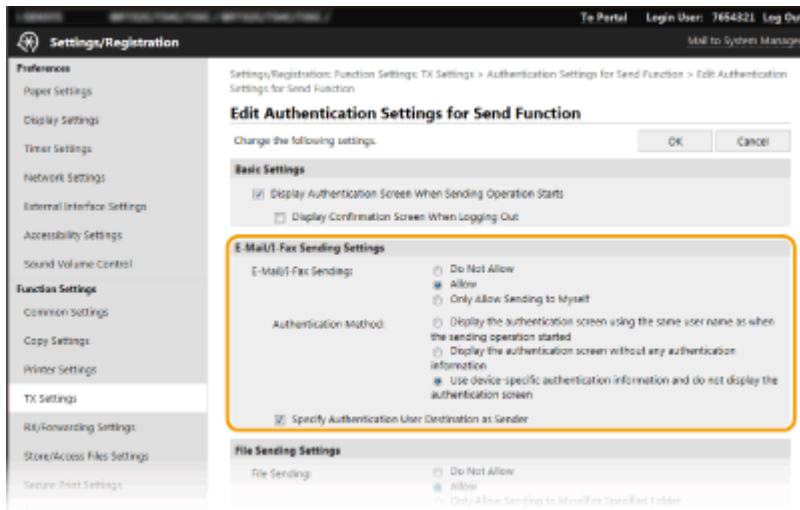 To Portal Login User: 7654321 Log Out
Settings/Registration
Mail to System Manager
Preferences
Paper Settings
Display Settings
Timer Settings
Network Settings
External Interface Settings
Accessibility Settings
Sound Volume Control
Function Settings
Common Settings
Copy Settings
Printer Settings
TX Settings
RX/Forwarding Settings
Store/Access Files Settings
Secure Print Settings
Settings/Registration: Function Settings: TX Settings > Authentication Settings for Send Function > Edit Authentication
Settings for Send Function
Edit Authentication Settings for Send Function
Change the following settings.
OK
Cancel
Basic Settings
Display Authentication Screen When Sending Operation Starts
Display Confirmation Screen When Logging Out
E-Mail/I-Fax Sending Settings
E-Mail/I-Fax Sending:
Do Not Allow
Allow
Only Allow Sending to Myself
Authentication Method:
Display the authentication screen using the same user name as when
the sending operation started
Display the authentication screen without any authentication
information
Use device-specific authentication information and do not display the
authentication screen
Specify Authentication User Destination as Sender
File Sending Settings
File Sending:
Do Not Allow
Allow
Only Allow Sending to Myself or Specified Folder